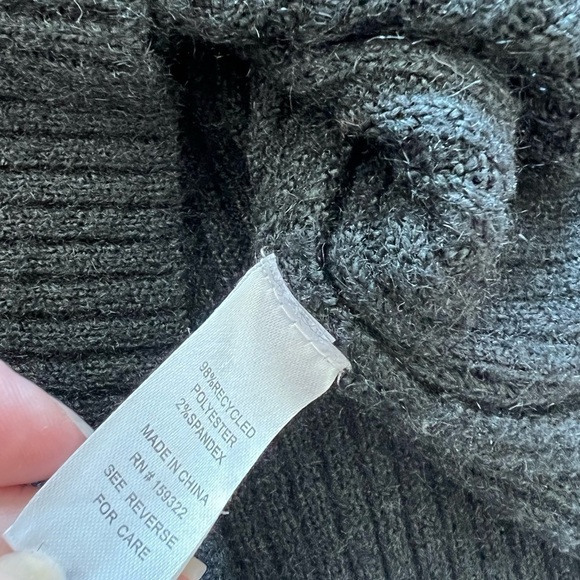 98%RECYCLED
POLYESTER
2%SPANDEX
MADE IN CHINA
RN# 159322
SEE REVERSE
FOR CARE